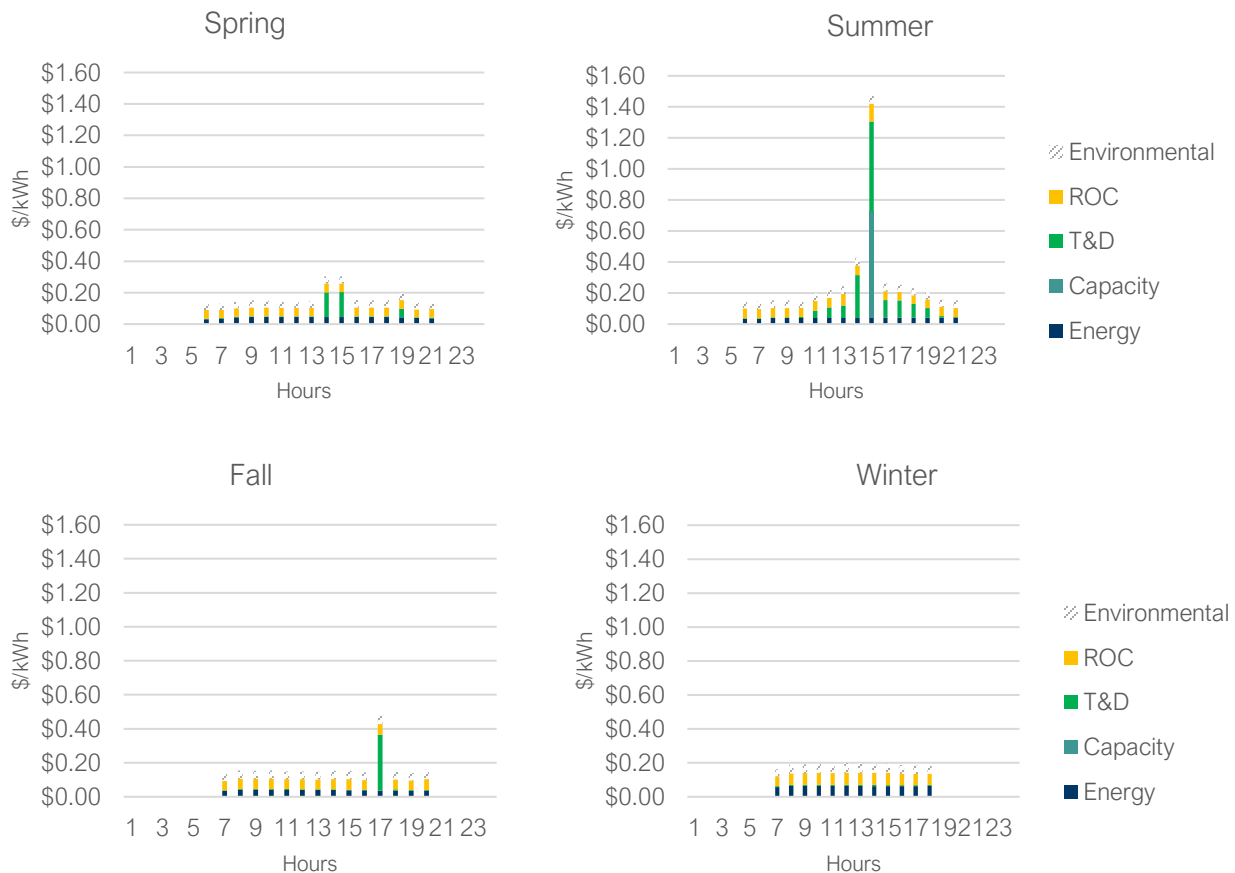 Spring
$1.60
$1.40
$1.20
$1.00
$0.80
$0.60
$0.40
$0.20
$0.00
$/kWh
1 3 5 7 9 11 13 15 17 19 21 23
Hours
Summer
$1.60
$1.40
$1.20
$1.00
$0.80
$0.60
$0.40
$0.20
$0.00
$/kWh
1 3 5 7 9 11 13 15 17 19 21 23
Hours
Environmental
ROC
T&D
Capacity
Energy
Fall
$1.60
$1.40
$1.20
$1.00
$0.80
$0.60
$0.40
$0.20
$0.00
$/kWh
1 3 5 7 9 11 13 15 17 19 21 23
Hours
Winter
$1.60
$1.40
$1.20
$1.00
$0.80
$0.60
$0.40
$0.20
$0.00
$/kWh
1 3 5 7 9 11 13 15 17 19 21 23
Hours
Environmental
ROC
T&D
Capacity
Energy